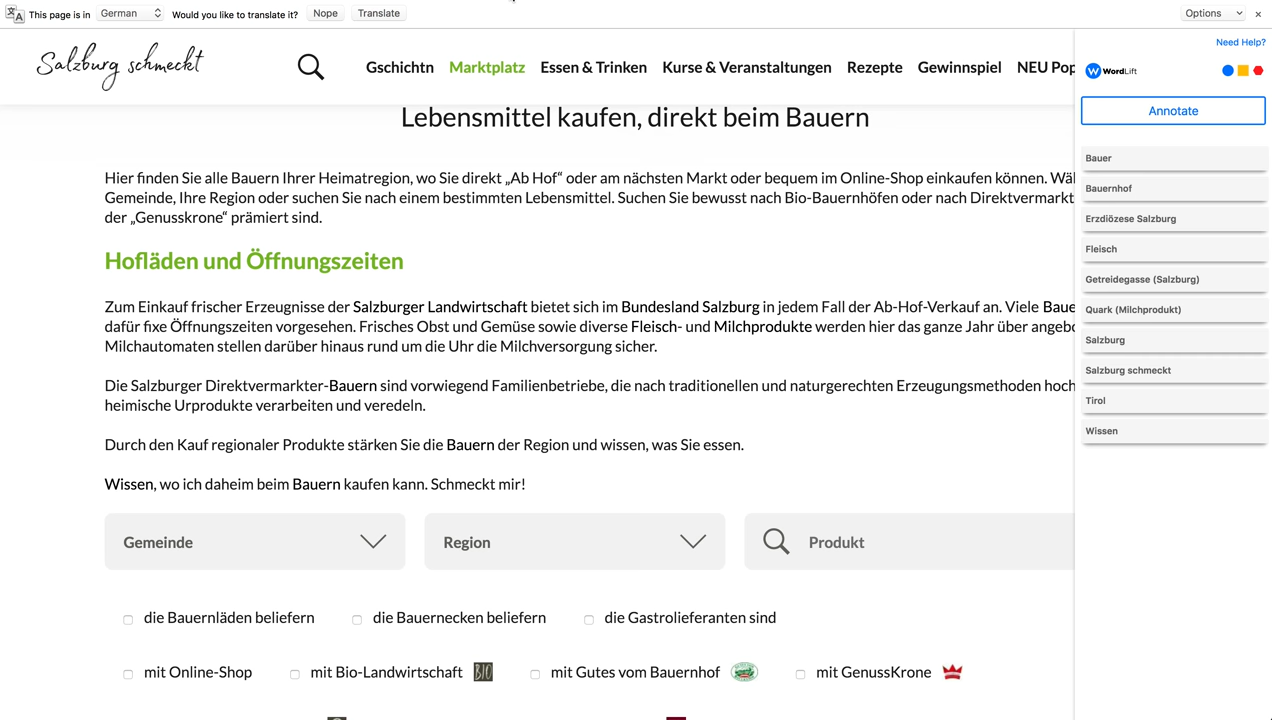 This page is in German Would you like to translate it? Nope Translate Options
Need Help?
Salzburg schmeckt
Gschichtn Marktplatz Essen & Trinken Kurse & Veranstaltungen Rezepte Gewinnspiel NEU Pop
WordLift
Annotate
Lebensmittel kaufen, direkt beim Bauern
Hier finden Sie alle Bauern Ihrer Heimatregion, wo Sie direkt „Ab Hof“ oder am nächsten Markt oder bequem im Online-Shop einkaufen können. Wäl
Gemeinde, Ihre Region oder suchen Sie nach einem bestimmten Lebensmittel. Suchen Sie bewusst nach Bio-Bauernhöfen oder nach Direktvermarkt
der „Genusskrone“ prämiert sind.
Hofläden und Öffnungszeiten
Zum Einkauf frischer Erzeugnisse der Salzburger Landwirtschaft bietet sich im Bundesland Salzburg in jedem Fall der Ab-Hof-Verkauf an. Viele Baue
dafür fixe Öffnungszeiten vorgesehen. Frisches Obst und Gemüse sowie diverse Fleisch- und Milchprodukte werden hier das ganze Jahr über angebo
Milchautomaten stellen darüber hinaus rund um die Uhr die Milchversorgung sicher.
Die Salzburger Direktvermarkter-Bauern sind vorwiegend Familienbetriebe, die nach traditionellen und naturgerechten Erzeugungsmethoden hoch
heimische Urprodukte verarbeiten und veredeln.
Durch den Kauf regionaler Produkte stärken Sie die Bauern der Region und wissen, was Sie essen.
Wissen, wo ich daheim beim Bauern kaufen kann. Schmeckt mir!
Gemeinde Region Produkt
die Bauernläden beliefern die Bauernecken beliefern die Gastrolieferanten sind
mit Online-Shop mit Bio-Landwirtschaft BIO mit Gutes vom Bauernhof mit GenussKrone
Bauer
Bauernhof
Erzdiözese Salzburg
Fleisch
Getreidegasse (Salzburg)
Quark (Milchprodukt)
Salzburg
Salzburg schmeckt
Tirol
Wissen